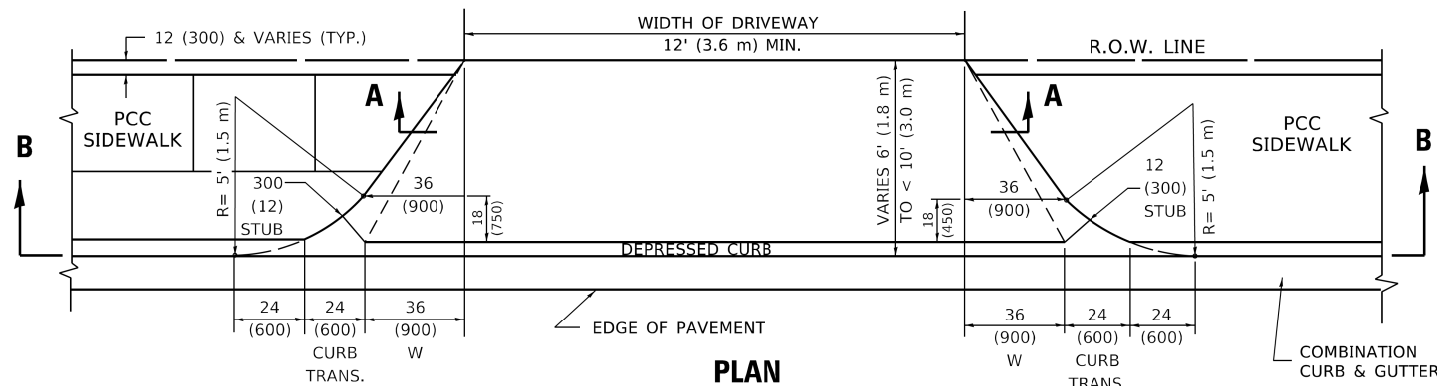 WIDTH OF DRIVEWAY
12' (3.6 m) MIN.
12 (300) & VARIES (TYP.)
R.O.W. LINE
A
A
PCC
SIDEWALK
PCC
SIDEWALK
B
B
R= 5' (1.5 m)
300
(12)
STUB
36
(900)
18
(750)
VARIES 6' (1.8 m)
TO < 10' (3.0 m)
36
(900)
18
(450)
12
(300)
STUB
R= 5' (1.5 m)
DEPRESSED CURB
24
(600)
24
(600)
CURB
TRANS.
36
(900)
W
EDGE OF PAVEMENT
36
(900)
W
24
(600)
CURB
TRANS.
24
(600)
COMBINATION
CURB & GUTTER
PLAN